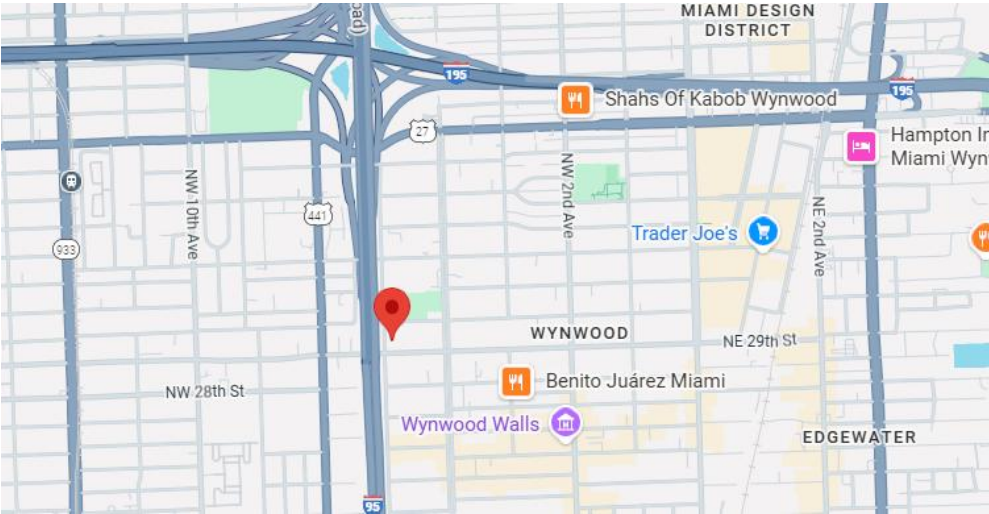 MIAMI DESIGN
DISTRICT
oad)
195
195
Shahs Of Kabob Wynwood
27
Hampton In
Miami Wyn
NW 10th Ave
NW 2nd Ave
NE 2nd Ave
441
933
Trader Joe's
WYNWOOD
NE 29th St
Benito Juárez Miami
NW 28th St
Wynwood Walls
EDGEWATER
95